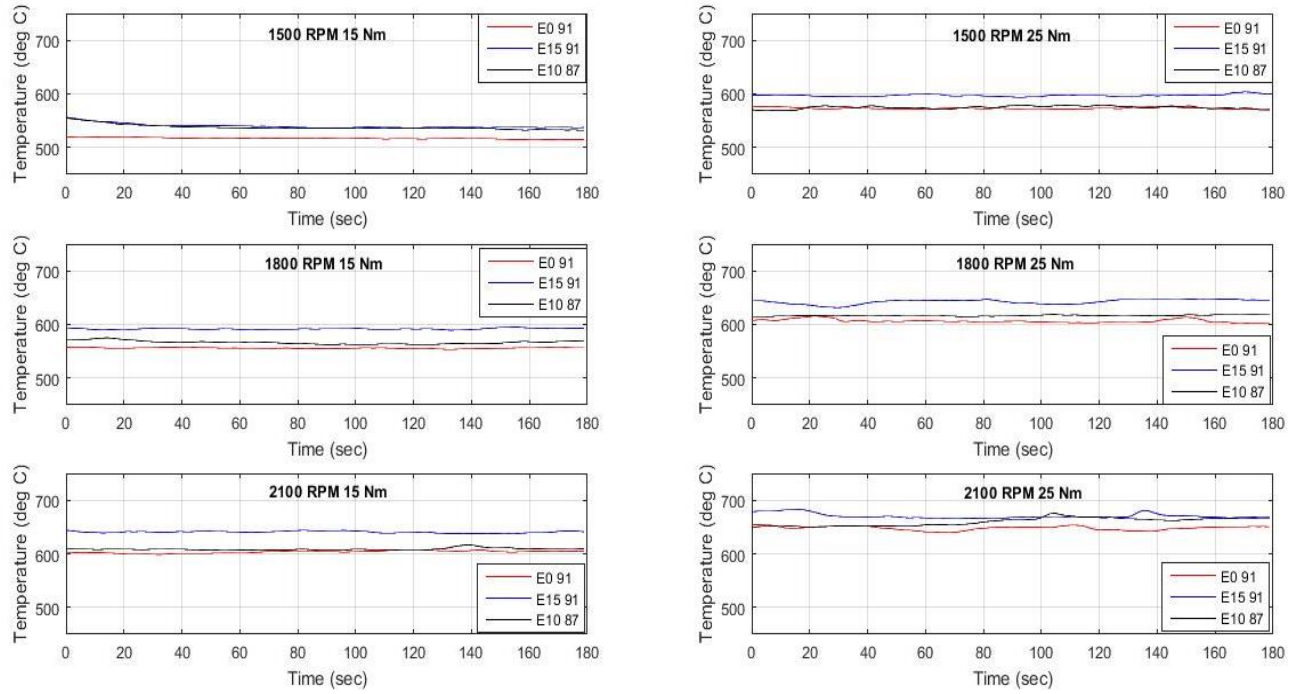 1500 RPM 15 Nm
E0 91
E15 91
E10 87
Temperature (deg C)
700
600
500
0 20 40 60 80 100 120 140 160 180
Time (sec)
1500 RPM 25 Nm
E0 91
E15 91
E10 87
Temperature (deg C)
700
600
500
0 20 40 60 80 100 120 140 160 180
Time (sec)
1800 RPM 15 Nm
E0 91
E15 91
E10 87
Temperature (deg C)
700
600
500
0 20 40 60 80 100 120 140 160 180
Time (sec)
1800 RPM 25 Nm
E0 91
E15 91
E10 87
Temperature (deg C)
700
600
500
0 20 40 60 80 100 120 140 160 180
Time (sec)
2100 RPM 15 Nm
E0 91
E15 91
E10 87
Temperature (deg C)
700
600
500
0 20 40 60 80 100 120 140 160 180
Time (sec)
2100 RPM 25 Nm
E0 91
E15 91
E10 87
Temperature (deg C)
700
600
500
0 20 40 60 80 100 120 140 160 180
Time (sec)